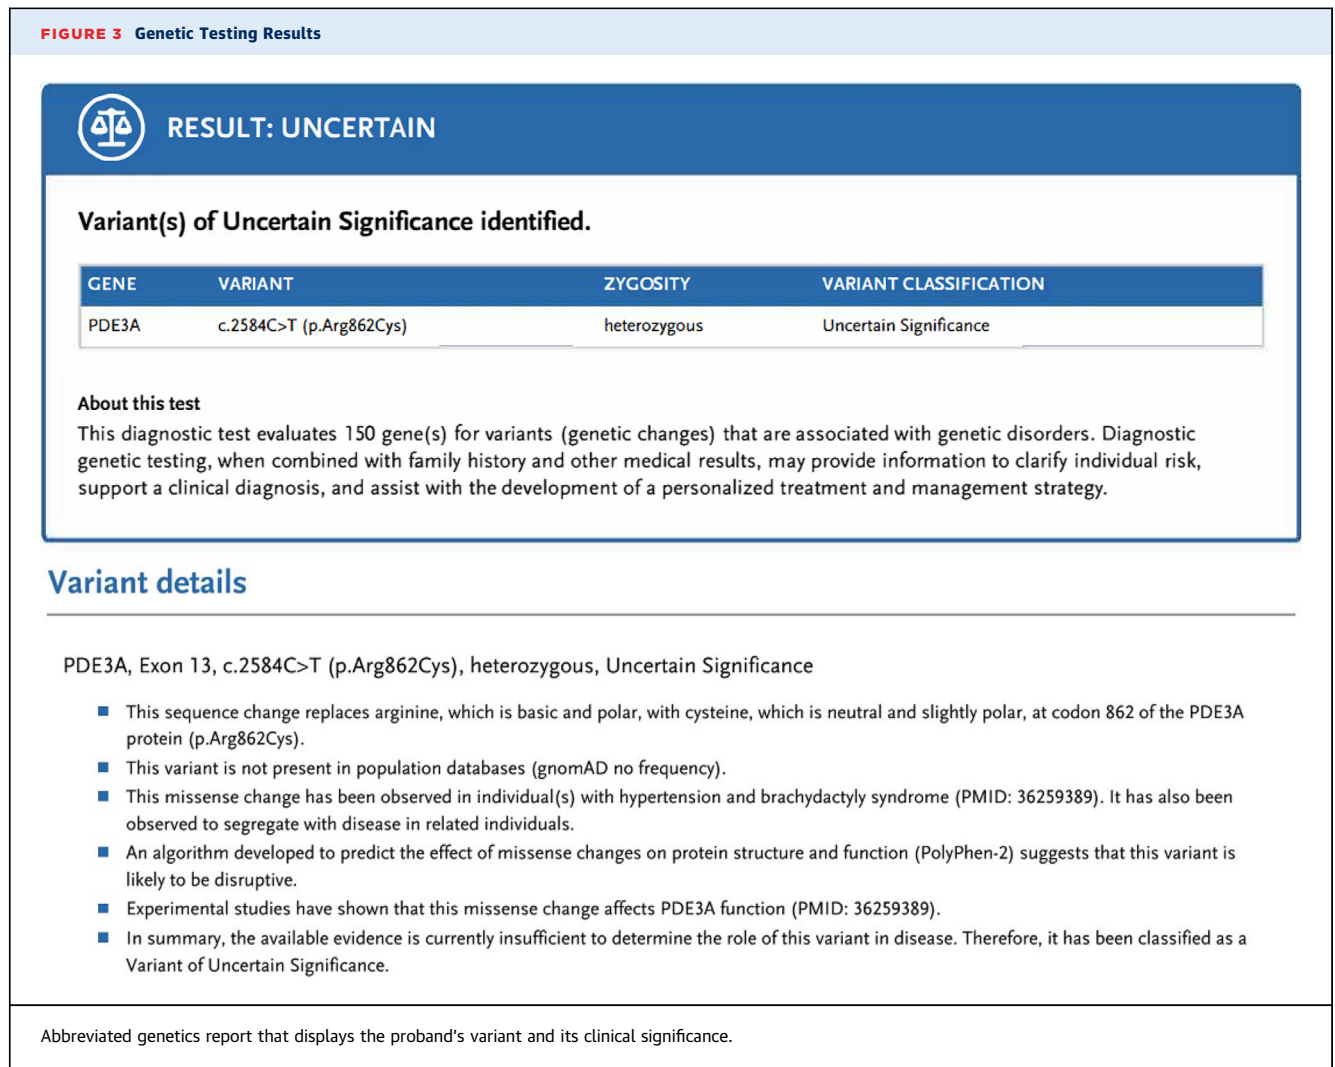 FIGURE 3 Genetic Testing Results
RESULT: UNCERTAIN
Variant(s) of Uncertain Significance identified.
GENE VARIANT ZYGOSITY VARIANT CLASSIFICATION
PDE3A c.2584C>T (p.Arg862Cys) heterozygous Uncertain Significance
About this test
This diagnostic test evaluates 150 gene(s) for variants (genetic changes) that are associated with genetic disorders. Diagnostic
genetic testing, when combined with family history and other medical results, may provide information to clarify individual risk,
support a clinical diagnosis, and assist with the development of a personalized treatment and management strategy.
Variant details
PDE3A, Exon 13, c.2584C>T (p.Arg862Cys), heterozygous, Uncertain Significance
■ This sequence change replaces arginine, which is basic and polar, with cysteine, which is neutral and slightly polar, at codon 862 of the PDE3A
protein (p.Arg862Cys).
■ This variant is not present in population databases (gnomAD no frequency).
■ This missense change has been observed in individual(s) with hypertension and brachydactyly syndrome (PMID: 36259389). It has also been
observed to segregate with disease in related individuals.
■ An algorithm developed to predict the effect of missense changes on protein structure and function (PolyPhen-2) suggests that this variant is
likely to be disruptive.
■ Experimental studies have shown that this missense change affects PDE3A function (PMID: 36259389).
■ In summary, the available evidence is currently insufficient to determine the role of this variant in disease. Therefore, it has been classified as a
Variant of Uncertain Significance.
Abbreviated genetics report that displays the proband's variant and its clinical significance.